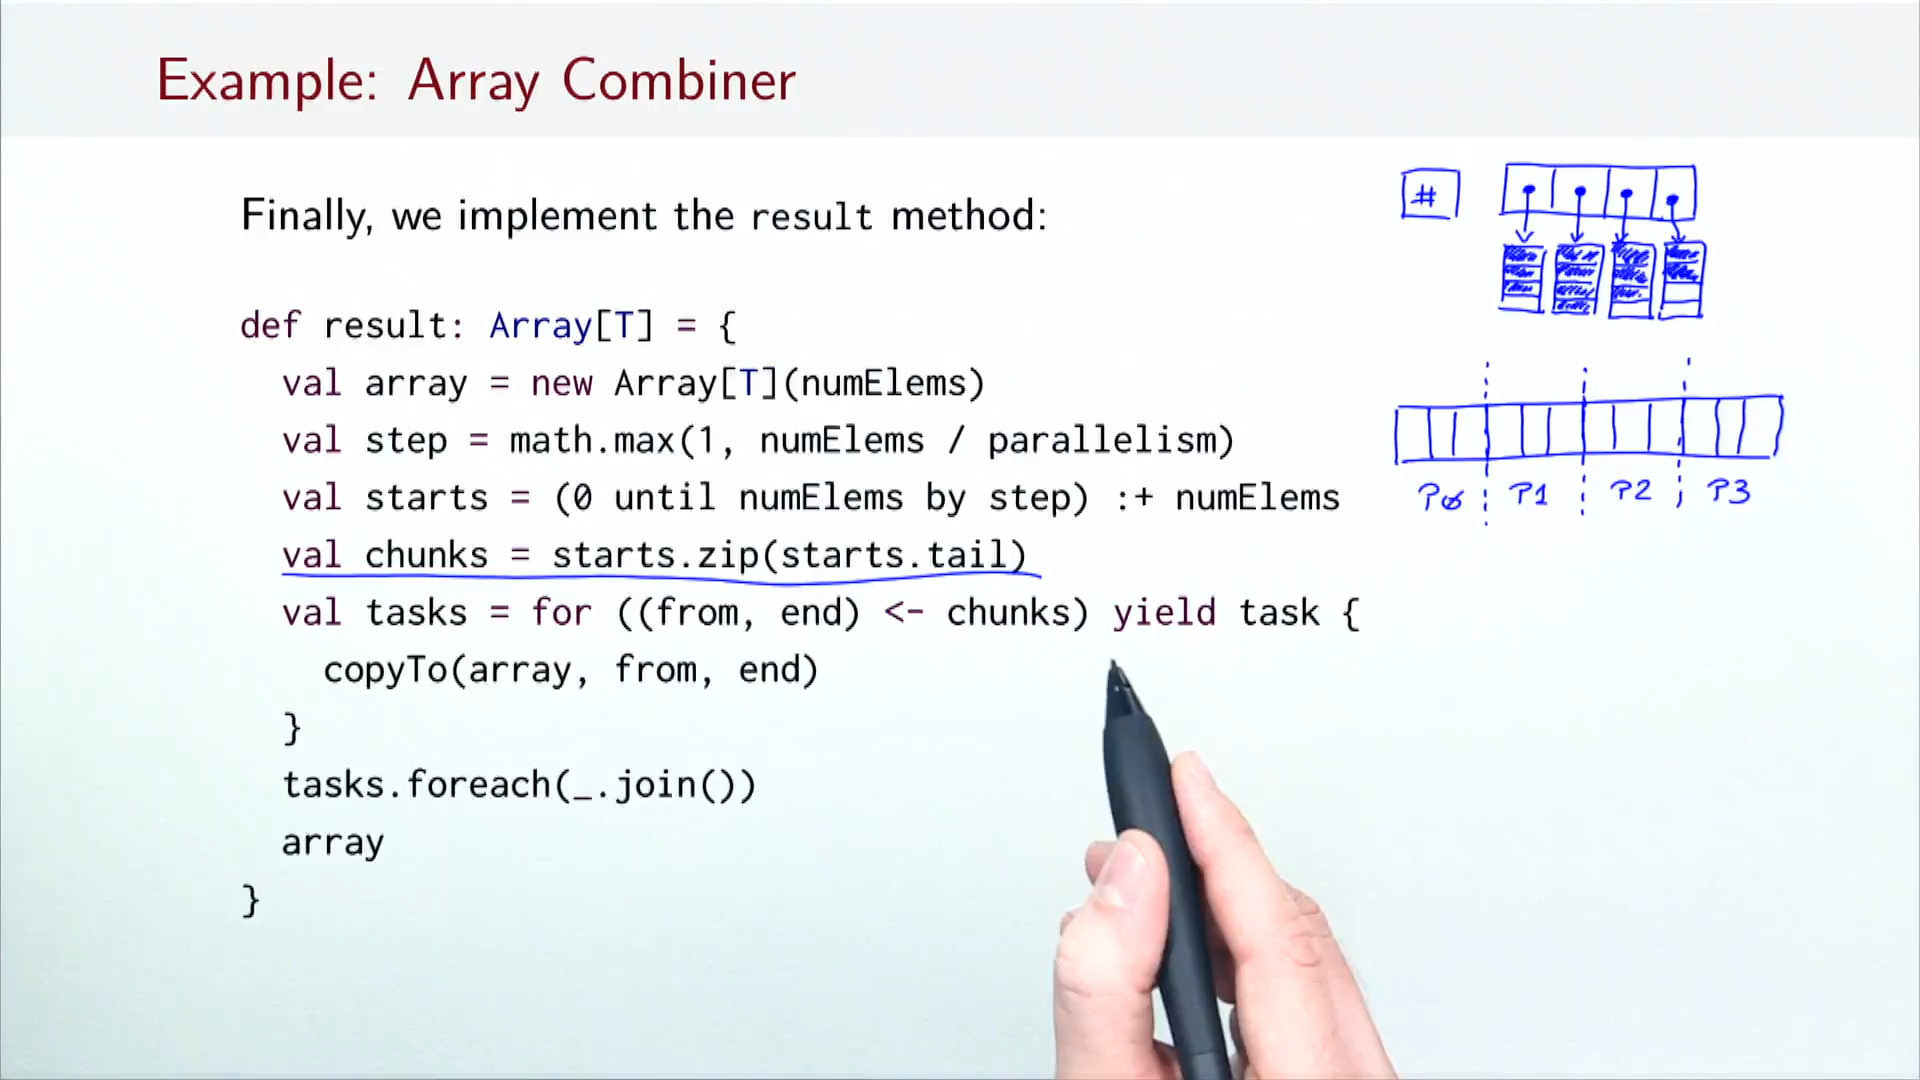 Example: Array Combiner
Finally, we implement the result method:
#
def result: Array[T] = {
val array = new Array[T](numElems)
val step = math.max(1, numElems / parallelism)
val starts = (0 until numElems by step) :+ numElems
P0 P1 P2 P3
val chunks = starts.zip(starts.tail)
val tasks = for ((from, end) <- chunks) yield task {
copyTo(array, from, end)
}
tasks.foreach(_.join())
array
}